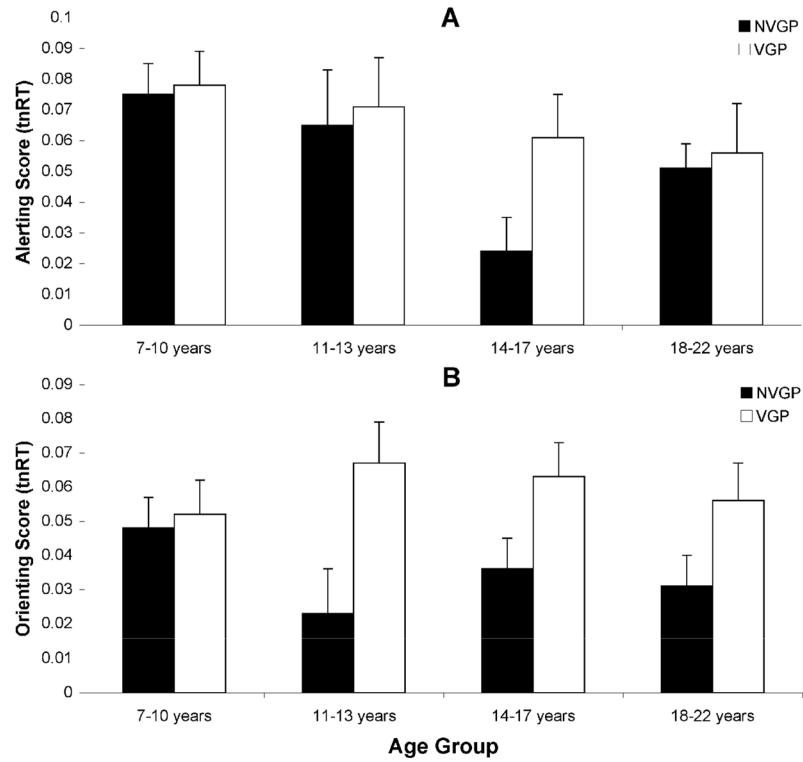 A
NVGP
VGP
Alerting Score (tnRT)
0.1
0.09
0.08
0.07
0.06
0.05
0.04
0.03
0.02
0.01
0
7-10 years 11-13 years 14-17 years 18-22 years
B
NVGP
VGP
Orienting Score (tnRT)
0.09
0.08
0.07
0.06
0.05
0.04
0.03
0.02
0.01
0
7-10 years 11-13 years 14-17 years 18-22 years
Age Group